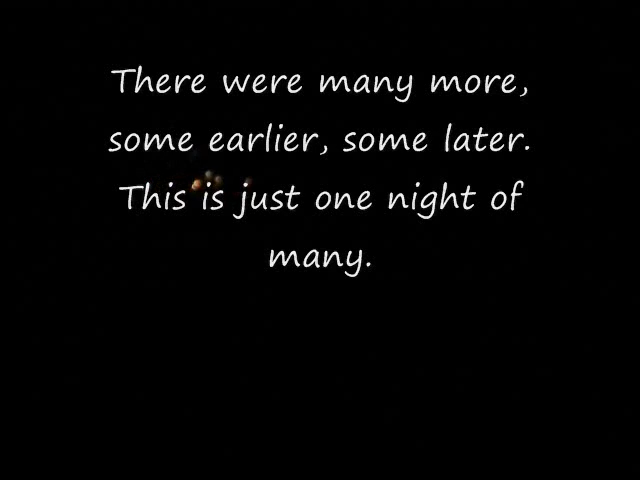 There were many more,
some earlier, some later.
This is just one night of
many.